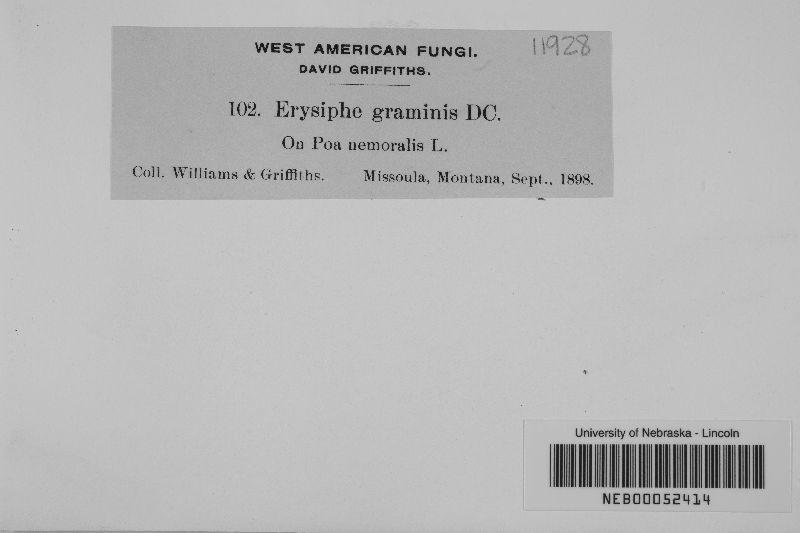 WEST AMERICAN FUNGI.
11928
DAVID GRIFFITHS.
102. Erysiphe graminis DC.
On Poa nemoralis L.
Coll. Williams & Griffiths. Missoula, Montana, Sept., 1898.
University of Nebraska - Lincoln
NEB00052414